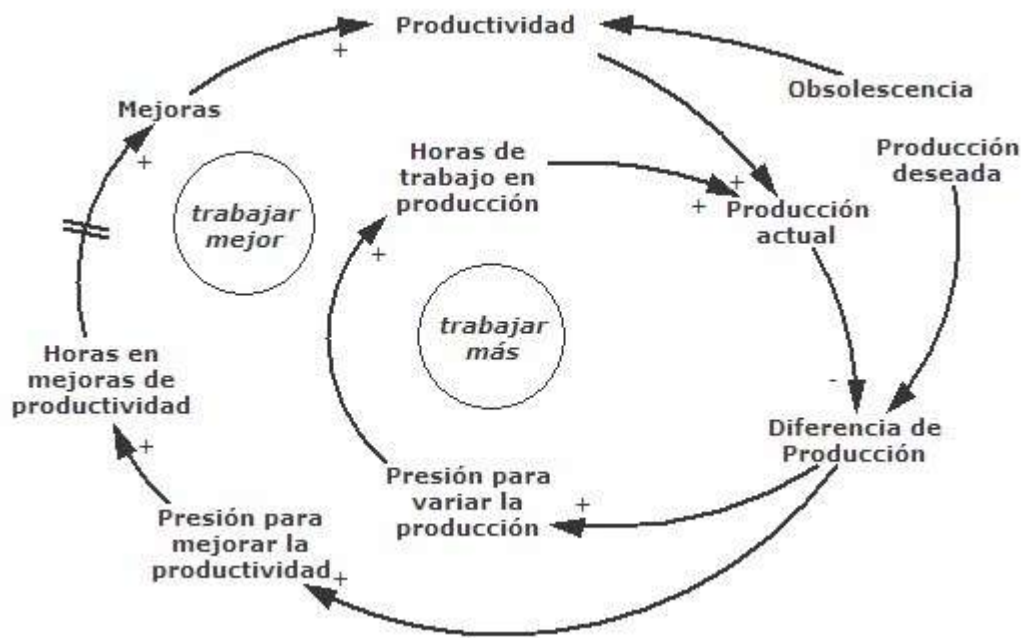 Productividad
+
Obsolescencia
Mejoras
+
Producción
deseada
Horas de
trabajo en
producción
+
+
Producción
actual
trabajar
mejor
+
trabajar
más
Horas en
mejoras de
productividad
-
Diferencia de
Producción
+
Presión para
variar la
producción
+
Presión para
mejorar la
productividad
+